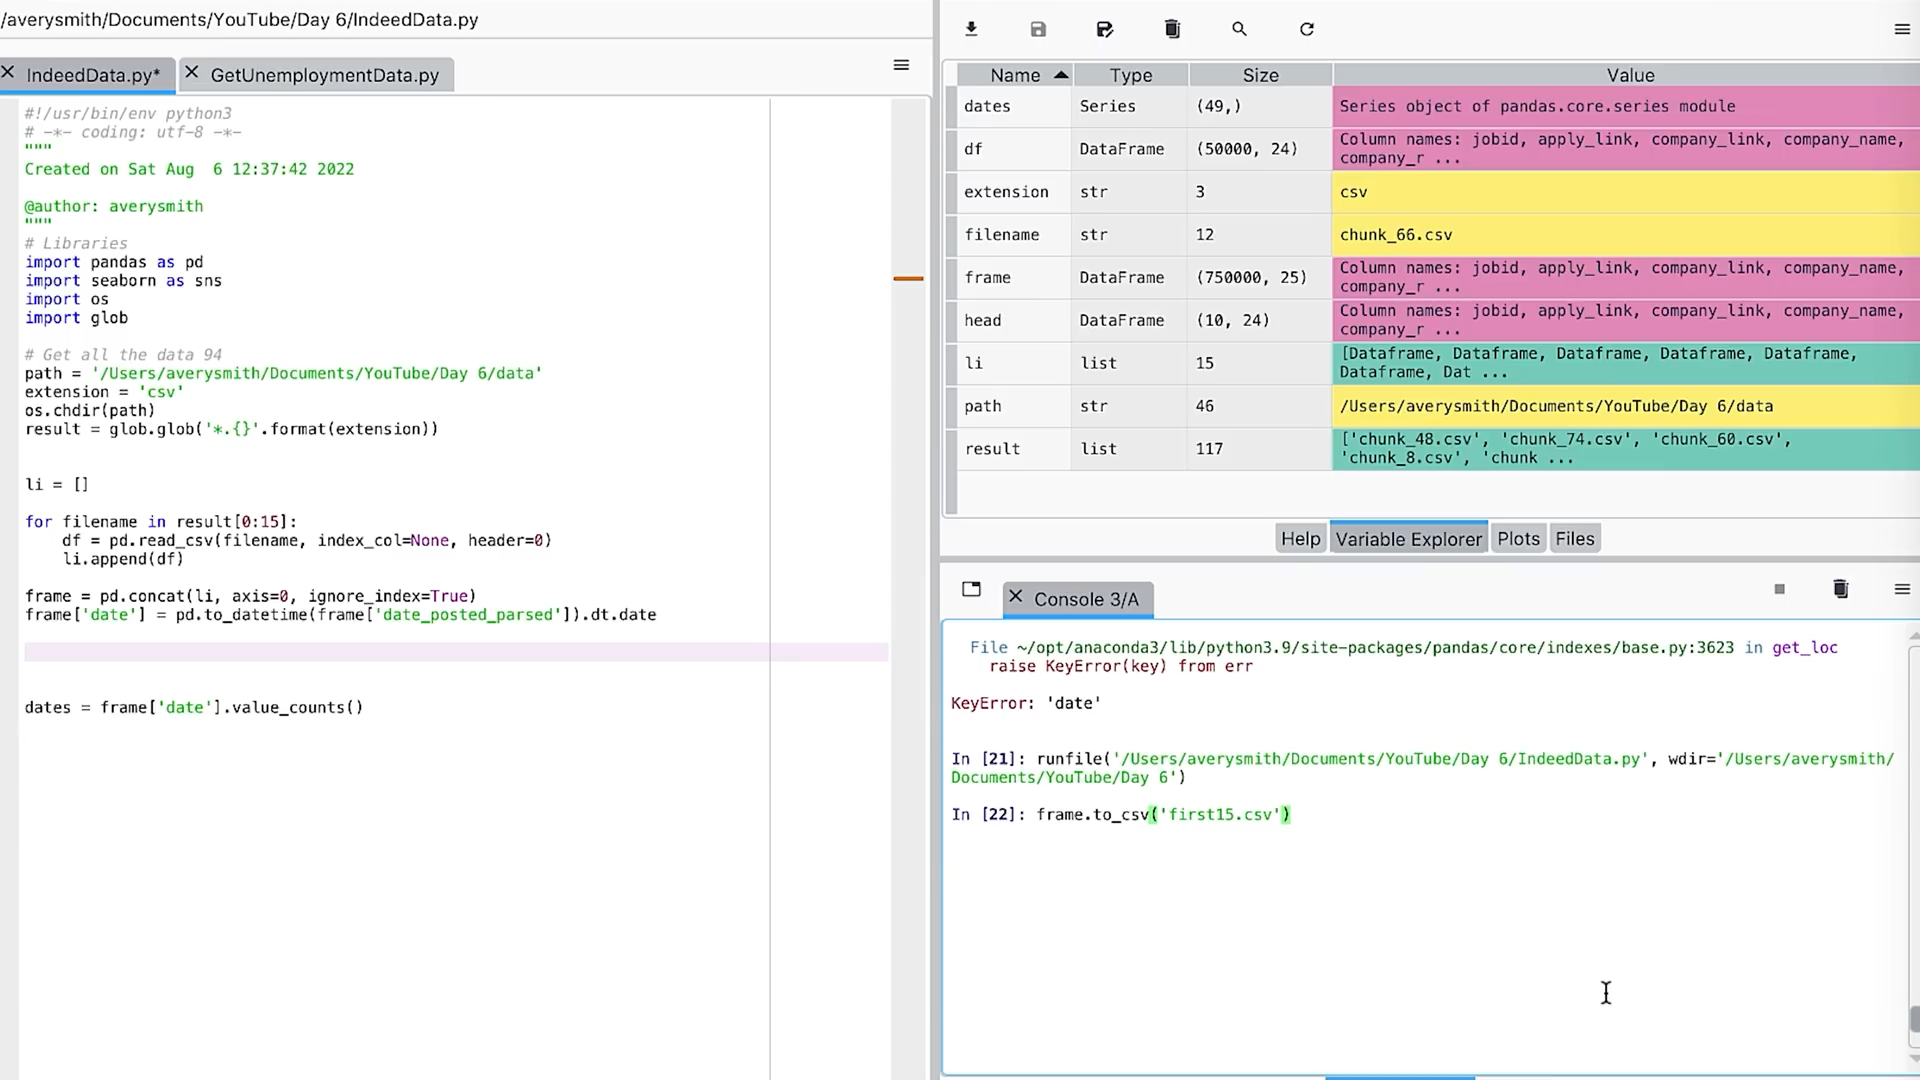 /averysmith/Documents/YouTube/Day 6/IndeedData.py
IndeedData.py*
GetUnemploymentData.py
#!/usr/bin/env python3
# -*- coding: utf-8 -*-
"""
Created on Sat Aug  6 12:37:42 2022
@author: averysmith
"""
# Libraries
import pandas as pd
import seaborn as sns
import os
import glob
# Get all the data 94
path = '/Users/averysmith/Documents/YouTube/Day 6/data'
extension = 'csv'
os.chdir(path)
result = glob.glob('*.{}'.format(extension))
li = []
for filename in result[0:15]:
    df = pd.read_csv(filename, index_col=None, header=0)
    li.append(df)
frame = pd.concat(li, axis=0, ignore_index=True)
frame['date'] = pd.to_datetime(frame['date_posted_parsed']).dt.date
dates = frame['date'].value_counts()
Name Type Size Value
dates Series (49,) Series object of pandas.core.series module
df DataFrame (50000, 24) Column names: jobid, apply_link, company_link, company_name,
company_r ...
extension str 3 csv
filename str 12 chunk_66.csv
frame DataFrame (750000, 25) Column names: jobid, apply_link, company_link, company_name,
company_r ...
head DataFrame (10, 24) Column names: jobid, apply_link, company_link, company_name,
company_r ...
li list 15 [Dataframe, Dataframe, Dataframe, Dataframe, Dataframe,
Dataframe, Dat ...
path str 46 /Users/averysmith/Documents/YouTube/Day 6/data
result list 117 ['chunk_48.csv', 'chunk_74.csv', 'chunk_60.csv',
'chunk_8.csv', 'chunk ...
Help Variable Explorer Plots Files
Console 3/A
File ~/opt/anaconda3/lib/python3.9/site-packages/pandas/core/indexes/base.py:3623 in get_loc
raise KeyError(key) from err
KeyError: 'date'
In [21]: runfile('/Users/averysmith/Documents/YouTube/Day 6/IndeedData.py', wdir='/Users/averysmith/
Documents/YouTube/Day 6')
In [22]: frame.to_csv('first15.csv')